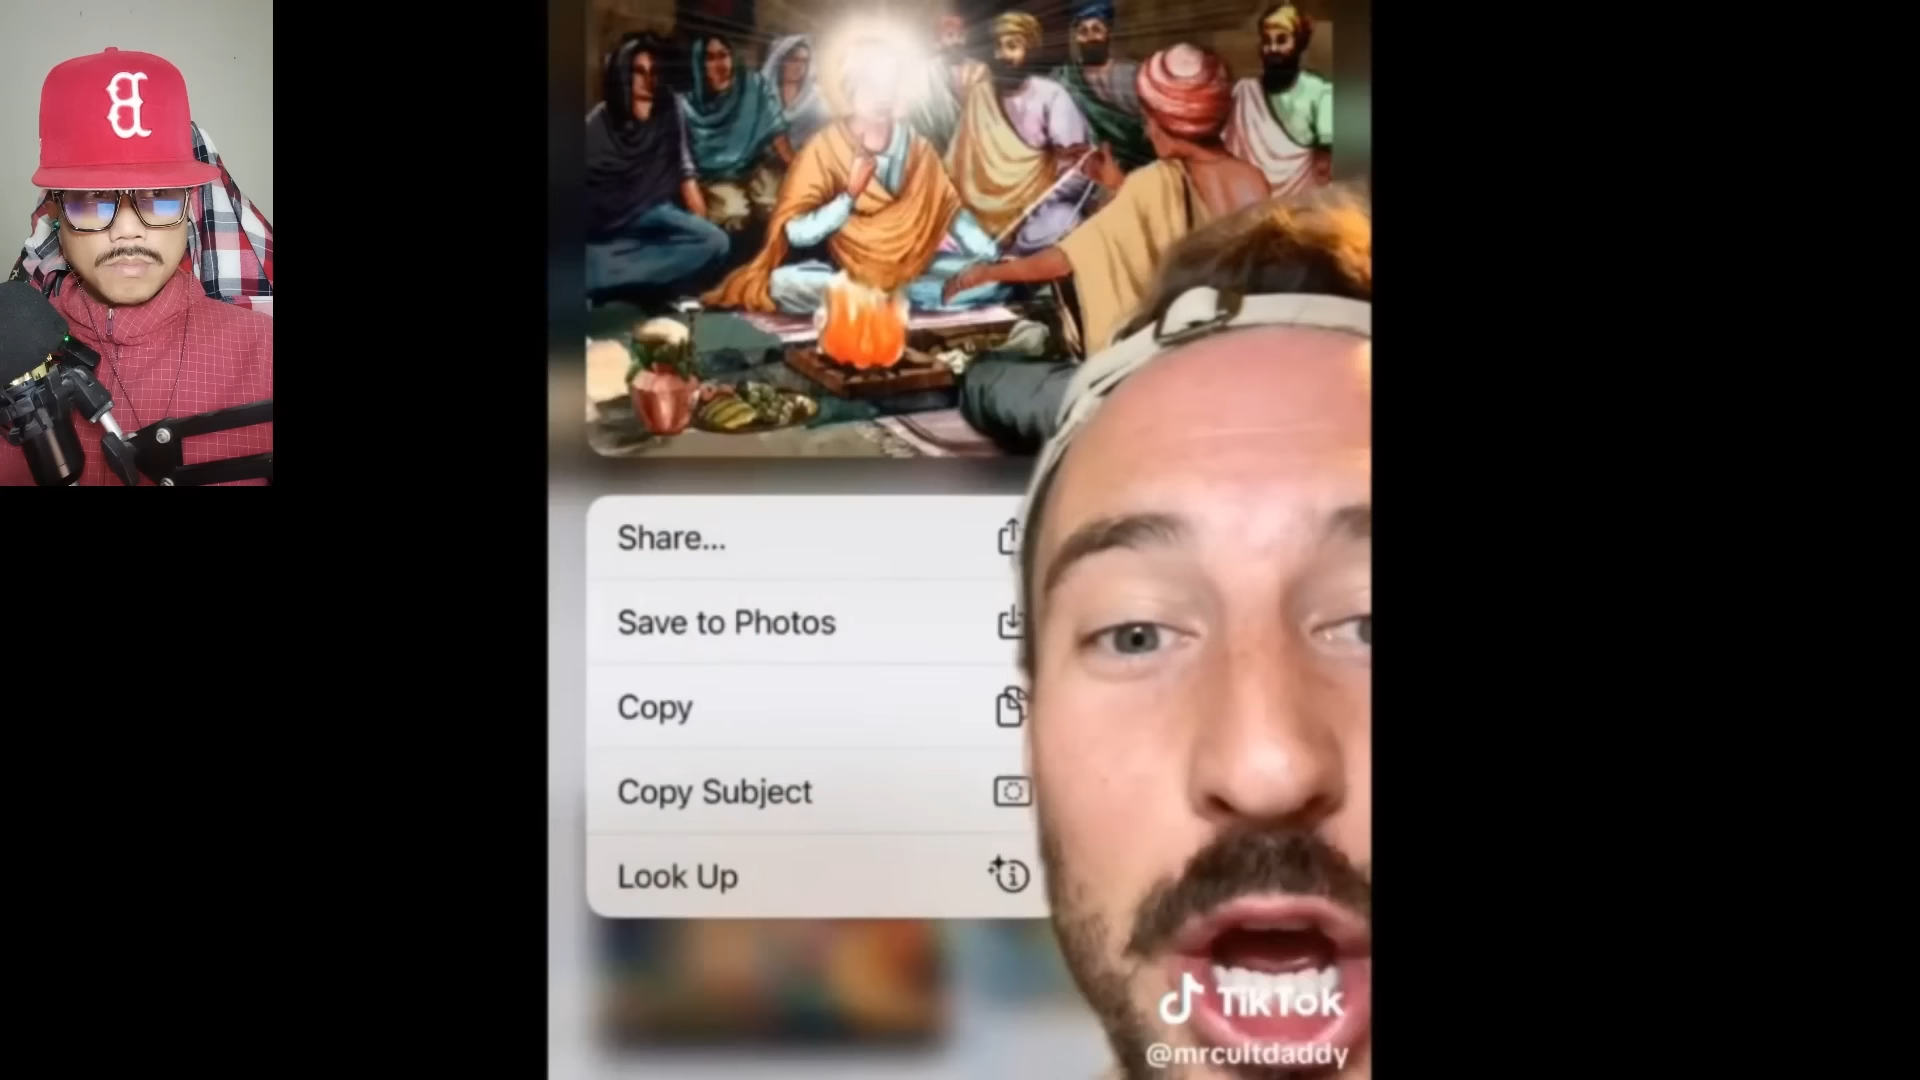 B
Share...
Save to Photos
Copy
Copy Subject
Look Up
TikTok
@mrcultdaddy